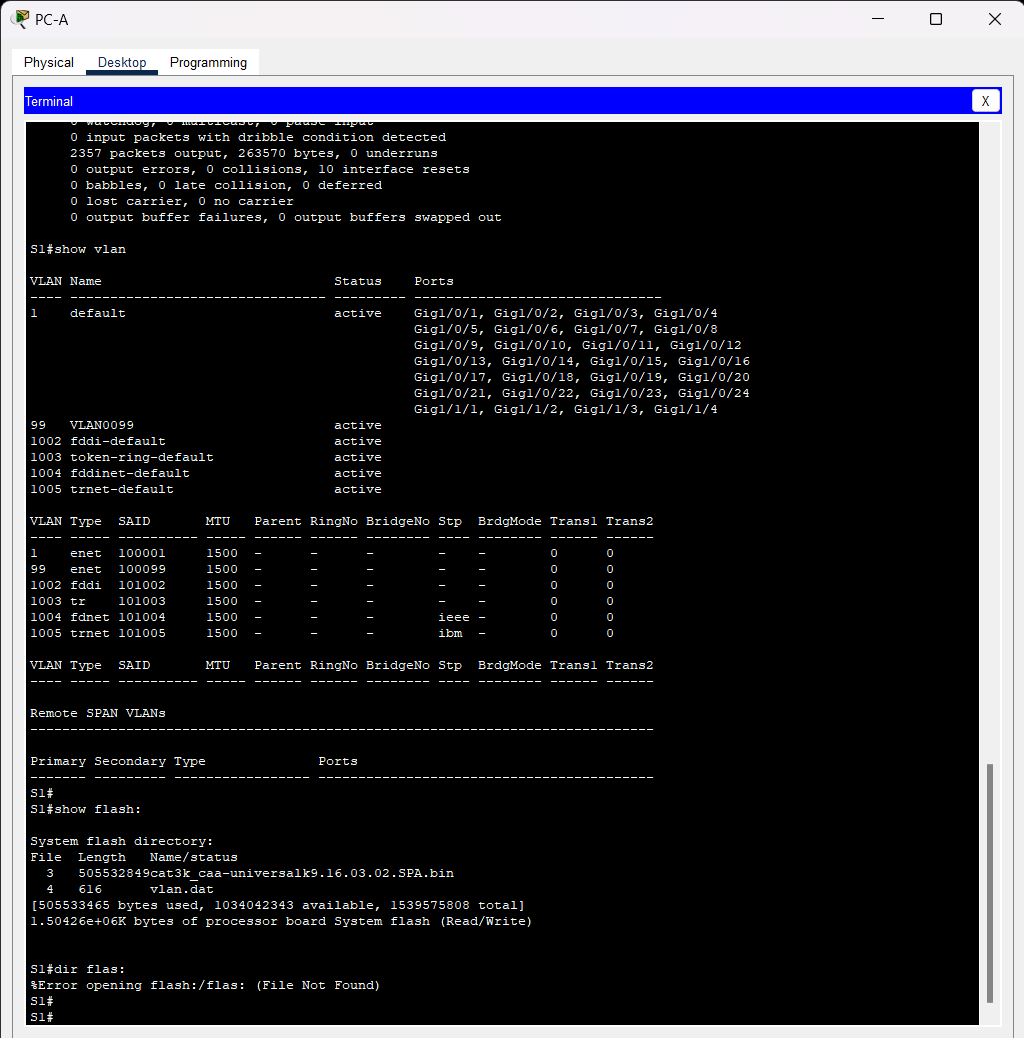 PC-A
Physical Desktop Programming
Terminal X
0 watchdog, 0 multicast, 0 pause input
0 input packets with dribble condition detected
2357 packets output, 263570 bytes, 0 underruns
0 output errors, 0 collisions, 10 interface resets
0 babbles, 0 late collision, 0 deferred
0 lost carrier, 0 no carrier
0 output buffer failures, 0 output buffers swapped out
S1#show vlan
VLAN Name Status Ports
---- -------------------------------- --------- -------------------------------
1 default active Gig1/0/1, Gig1/0/2, Gig1/0/3, Gig1/0/4
Gig1/0/5, Gig1/0/6, Gig1/0/7, Gig1/0/8
Gig1/0/9, Gig1/0/10, Gig1/0/11, Gig1/0/12
Gig1/0/13, Gig1/0/14, Gig1/0/15, Gig1/0/16
Gig1/0/17, Gig1/0/18, Gig1/0/19, Gig1/0/20
Gig1/0/21, Gig1/0/22, Gig1/0/23, Gig1/0/24
Gig1/1/1, Gig1/1/2, Gig1/1/3, Gig1/1/4
99 VLAN0099 active
1002 fddi-default active
1003 token-ring-default active
1004 fddinet-default active
1005 trnet-default active
VLAN Type SAID MTU Parent RingNo BridgeNo Stp BrdgMode Trans1 Trans2
---- ----- ---------- ----- ------ ------ -------- ---- -------- ------ ------
1 enet 100001 1500 - - - - - 0 0
99 enet 100099 1500 - - - - - 0 0
1002 fddi 101002 1500 - - - - - 0 0
1003 tr 101003 1500 - - - - - 0 0
1004 fdnet 101004 1500 - - - ieee - 0 0
1005 trnet 101005 1500 - - - ibm - 0 0
VLAN Type SAID MTU Parent RingNo BridgeNo Stp BrdgMode Trans1 Trans2
---- ----- ---------- ----- ------ ------ -------- ---- -------- ------ ------
Remote SPAN VLANs
------------------------------------------------------------------------------
Primary Secondary Type Ports
------- --------- ----------------- ------------------------------------------
S1#
S1#show flash:
System flash directory:
File Length Name/status
3 505532849cat3k_caa-universalk9.16.03.02.SPA.bin
4 616 vlan.dat
[505533465 bytes used, 1034042343 available, 1539575808 total]
1.50426e+06K bytes of processor board System flash (Read/Write)
S1#dir flas:
%Error opening flash:/flas: (File Not Found)
S1#
S1#